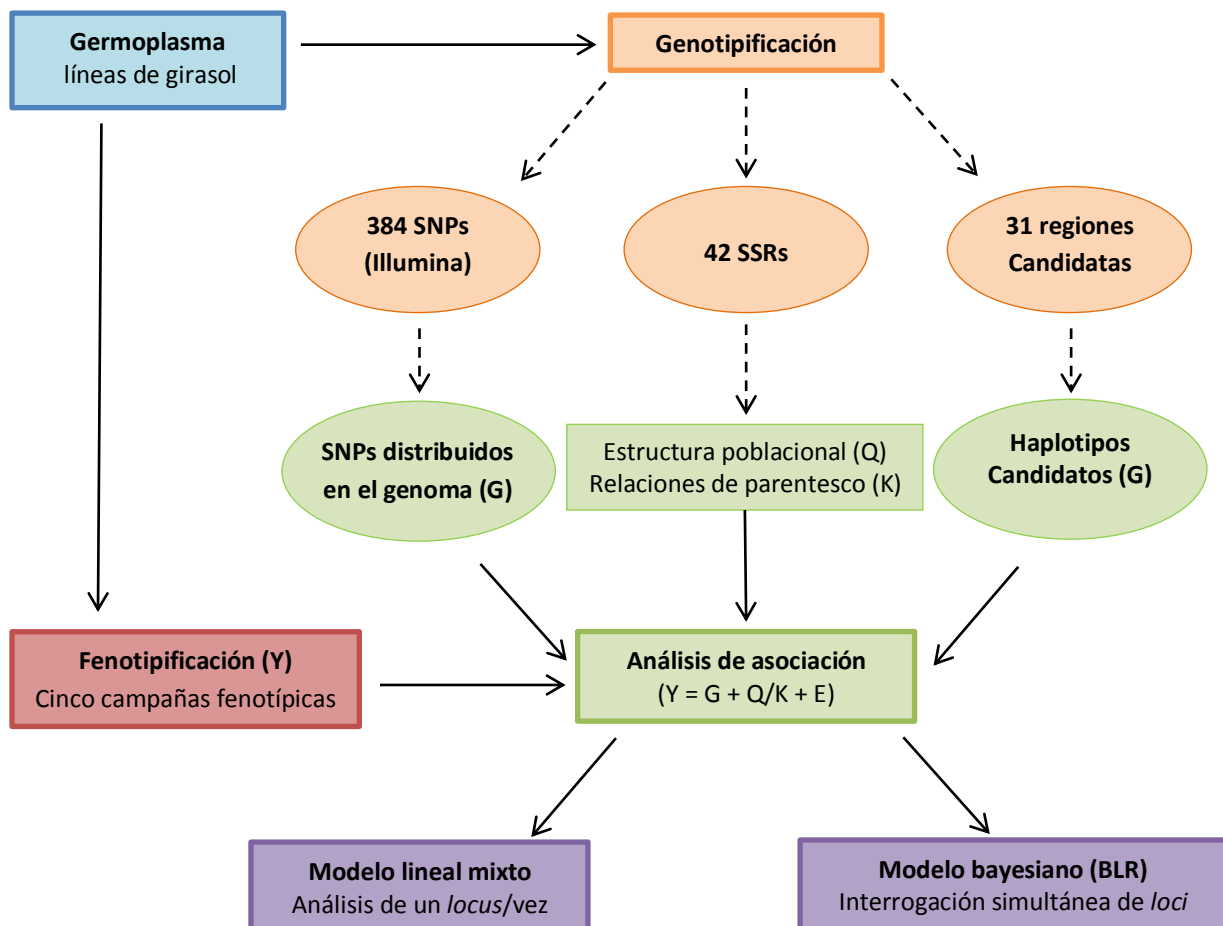 Germoplasma
líneas de girasol
Genotipificación
384 SNPs
(Illumina)
42 SSRs
31 regiones
Candidatas
SNPs distribuidos
en el genoma (G)
Estructura poblacional (Q)
Relaciones de parentesco (K)
Haplotipos
Candidatos (G)
Fenotipificación (Y)
Cinco campañas fenotípicas
Análisis de asociación
(Y = G + Q/K + E)
Modelo lineal mixto
Análisis de un locus/vez
Modelo bayesiano (BLR)
Interrogación simultánea de loci